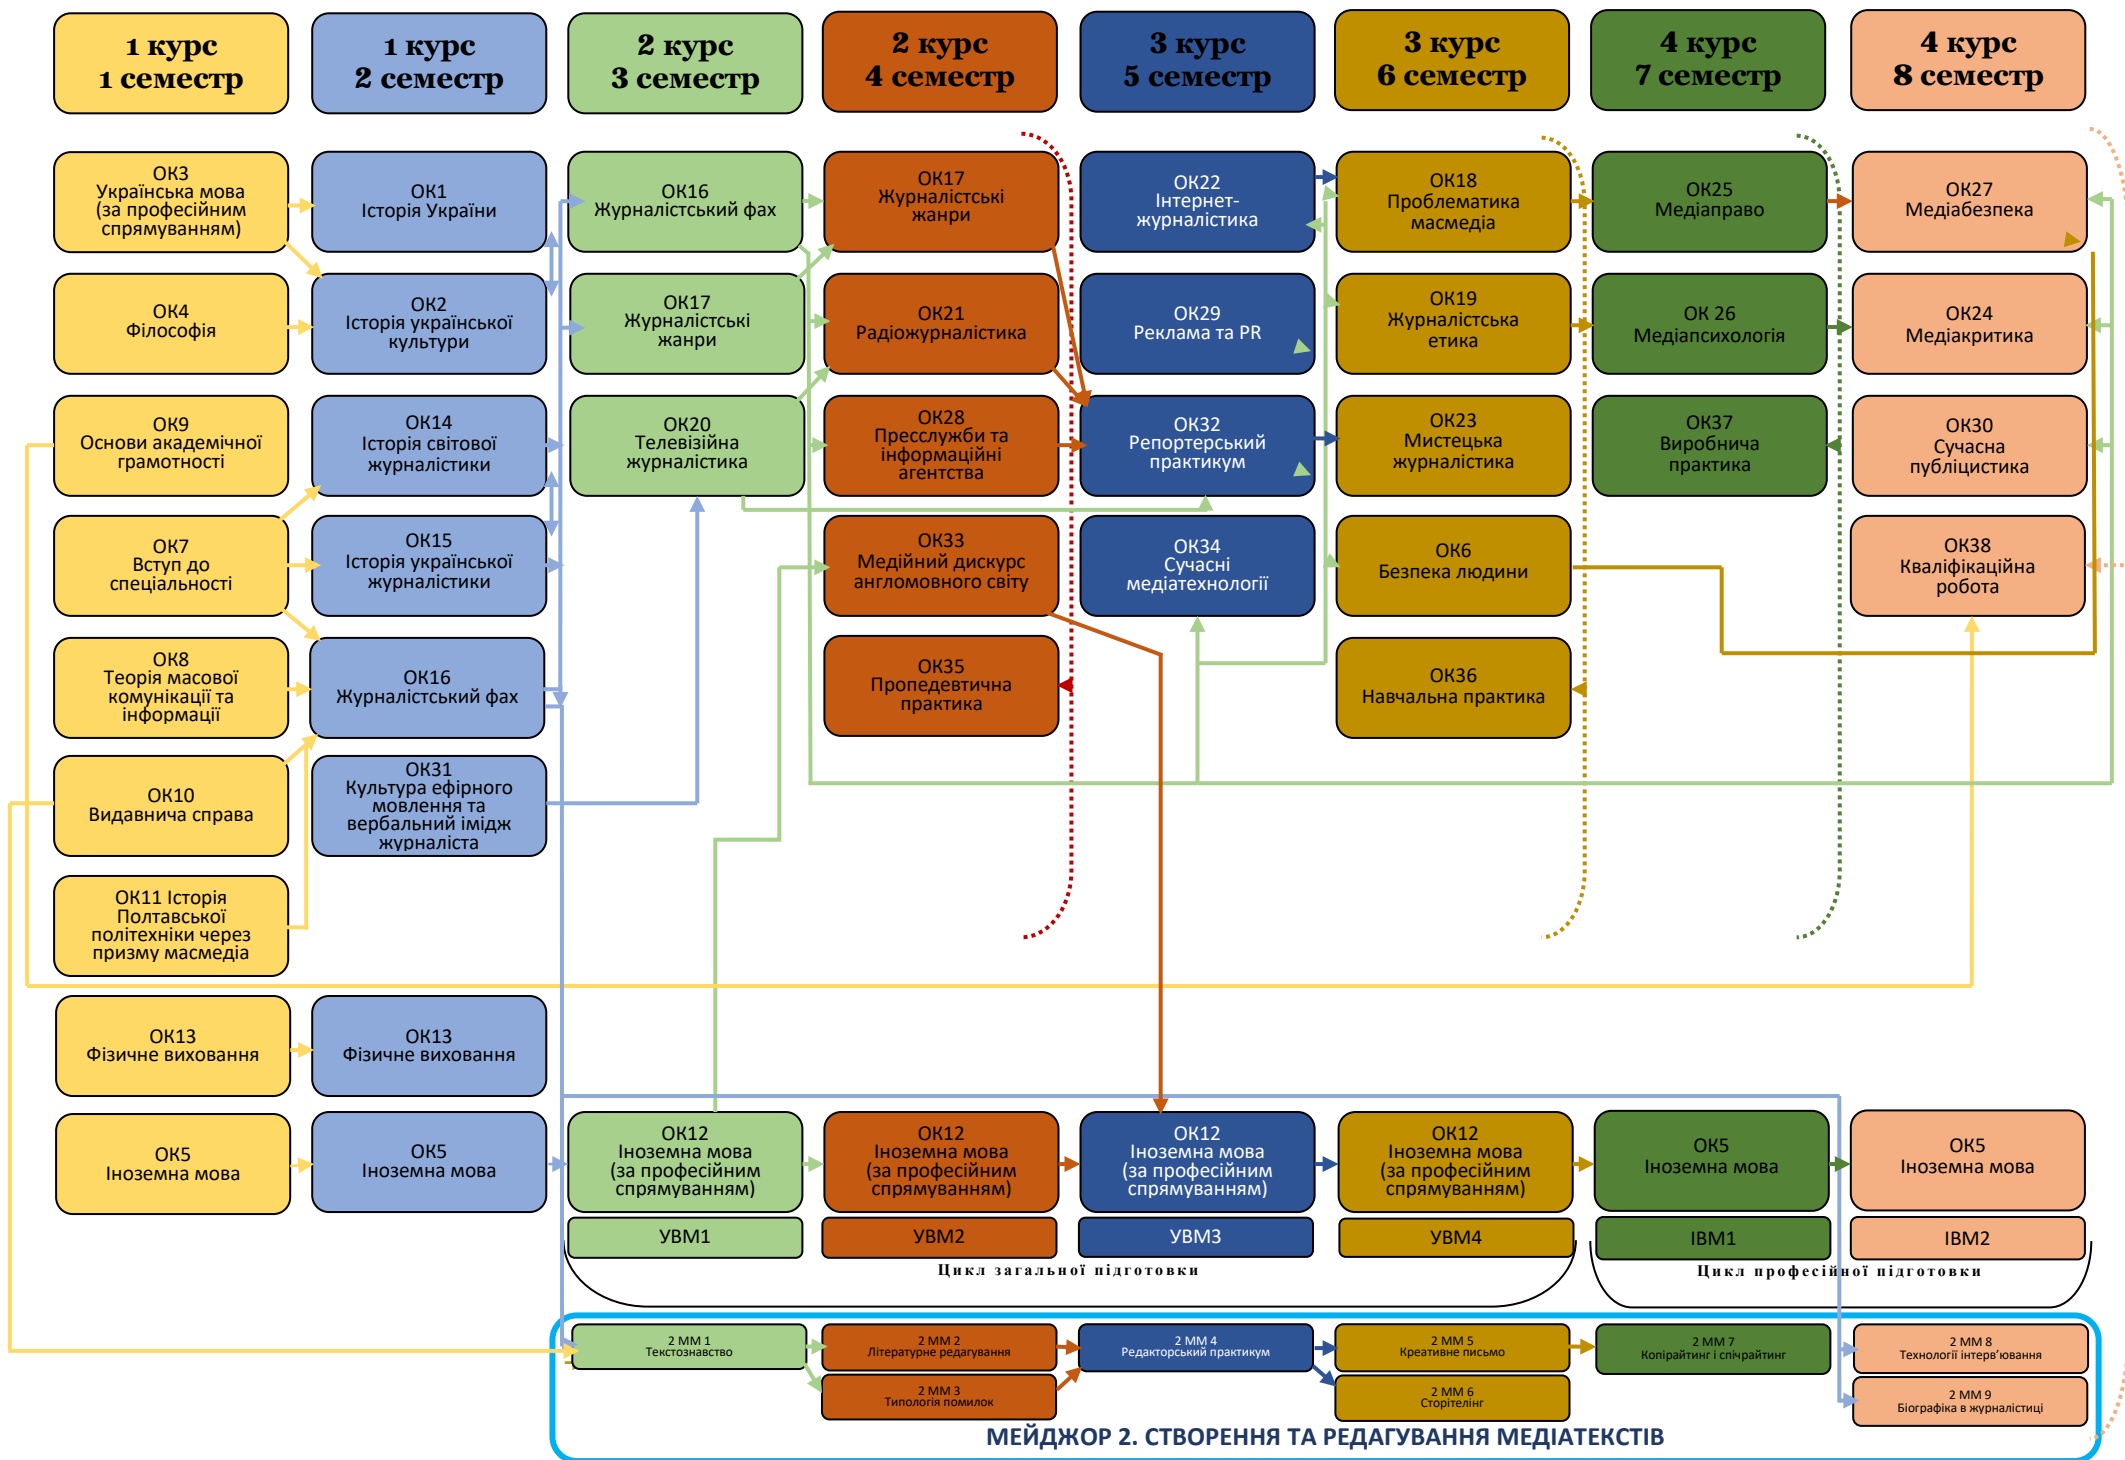 1 курс
1 семестр
1 курс
2 семестр
2 курс
3 семестр
2 курс
4 семестр
3 курс
5 семестр
3 курс
6 семестр
4 курс
7 семестр
4 курс
8 семестр
ОК3
Українська мова
(за професійним
спрямуванням)
ОК1
Історія України
ОК16
Журналістський фах
ОК17
Журналістські
жанри
ОК22
Інтернет-
журналістика
ОК18
Проблематика
масмедіа
ОК25
Медіаправо
ОК27
Медіабезпека
ОК4
Філософія
ОК2
Історія української
культури
ОК17
Журналістські
жанри
ОК21
Радіожурналістика
ОК29
Реклама та PR
ОК19
Журналістська
етика
ОК 26
Медіапсихологія
ОК24
Медіакритика
ОК9
Основи академічної
грамотності
ОК14
Історія світової
журналістики
ОК20
Телевізійна
журналістика
ОК28
Пресслужби та
інформаційні
агентства
ОК32
Репортерський
практикум
ОК23
Мистецька
журналістика
ОК37
Виробнича
практика
ОК30
Сучасна
публіцистика
ОК7
Вступ до
спеціальності
ОК15
Історія української
журналістики
ОК33
Медійний дискурс
англомовного світу
ОК34
Сучасні
медіатехнології
ОК6
Безпека людини
ОК38
Кваліфікаційна
робота
ОК8
Теорія масової
комунікації та
інформації
ОК16
Журналістський фах
ОК35
Пропедевтична
практика
ОК36
Навчальна практика
ОК10
Видавнича справа
ОК31
Культура ефірного
мовлення та
вербальний імідж
журналіста
ОК11 Історія
Полтавської
політехніки через
призму масмедіа
ОК13
Фізичне виховання
ОК13
Фізичне виховання
ОК5
Іноземна мова
ОК5
Іноземна мова
ОК12
Іноземна мова
(за професійним
спрямуванням)
ОК12
Іноземна мова
(за професійним
спрямуванням)
ОК12
Іноземна мова
(за професійним
спрямуванням)
ОК12
Іноземна мова
(за професійним
спрямуванням)
ОК5
Іноземна мова
ОК5
Іноземна мова
УВМ1
УВМ2
УВМ3
УВМ4
ІВМ1
ІВМ2
Цикл загальної підготовки
Цикл професійної підготовки
2 ММ 1
Текстознавство
2 ММ 2
Літературне редагування
2 ММ 4
Редакторський практикум
2 ММ 5
Креативне письмо
2 ММ 7
Копірайтинг і спічрайтинг
2 ММ 8
Технології інтерв'ювання
2 ММ 3
Типологія помилок
2 ММ 6
Сторітелінг
2 ММ 9
Біографіка в журналістиці
МЕЙДЖОР 2. СТВОРЕННЯ ТА РЕДАГУВАННЯ МЕДІАТЕКСТІВ